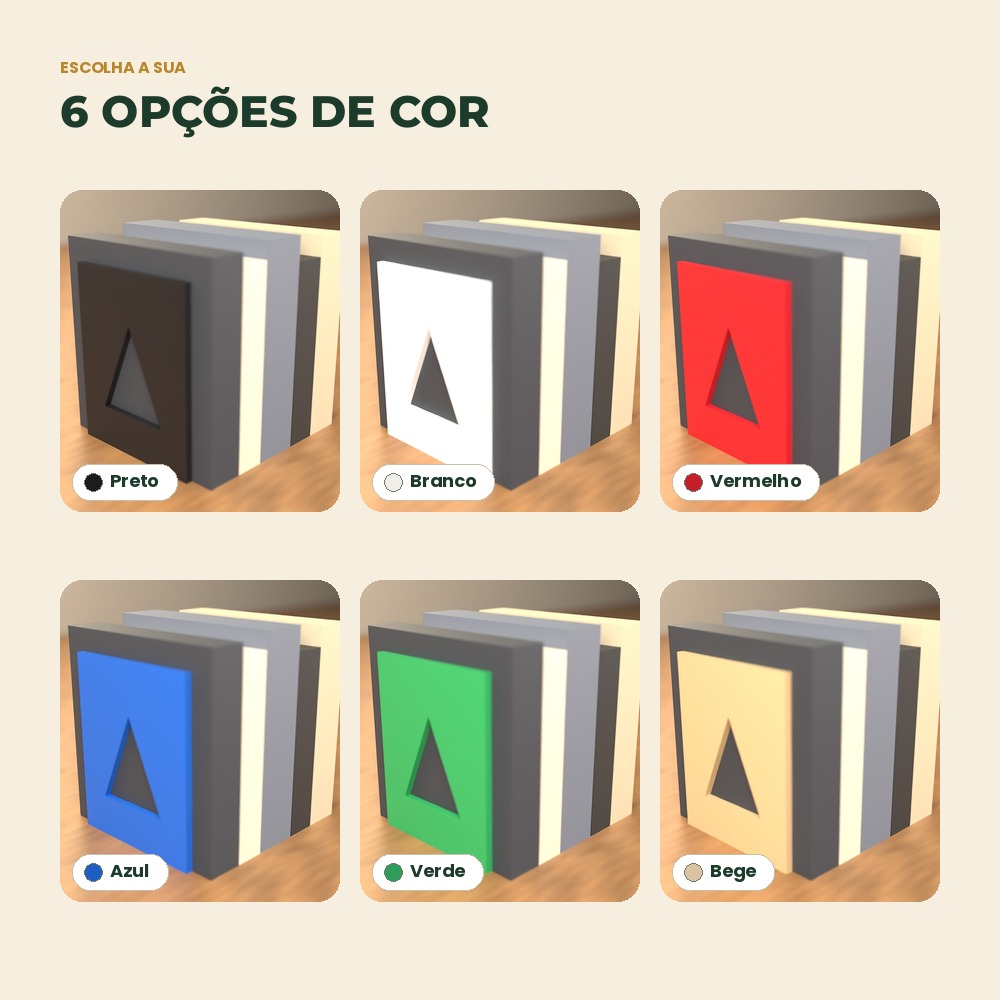 ESCOLHA A SUA
6 OPÇÕES DE COR
Preto
Branco
Vermelho
Azul
Verde
Bege